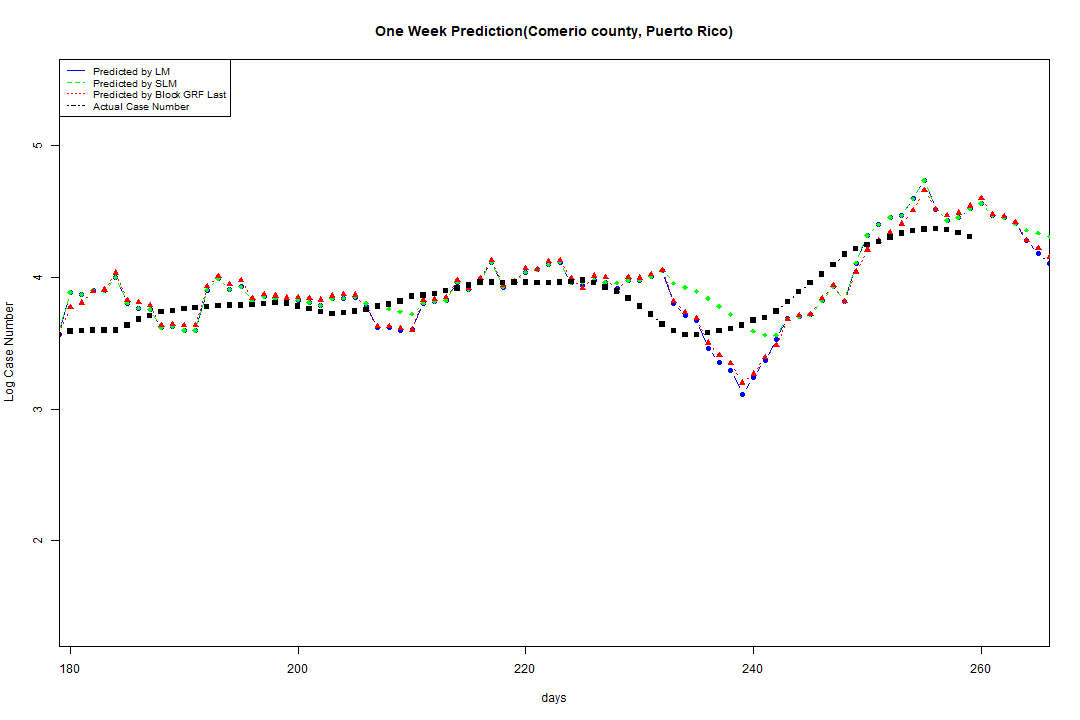 One Week Prediction(Comerio county, Puerto Rico)
Predicted by LM
Predicted by SLM
Predicted by Block GRF Last
Actual Case Number
5
4
3
2
Log Case Number
180 200 220 240 260
days